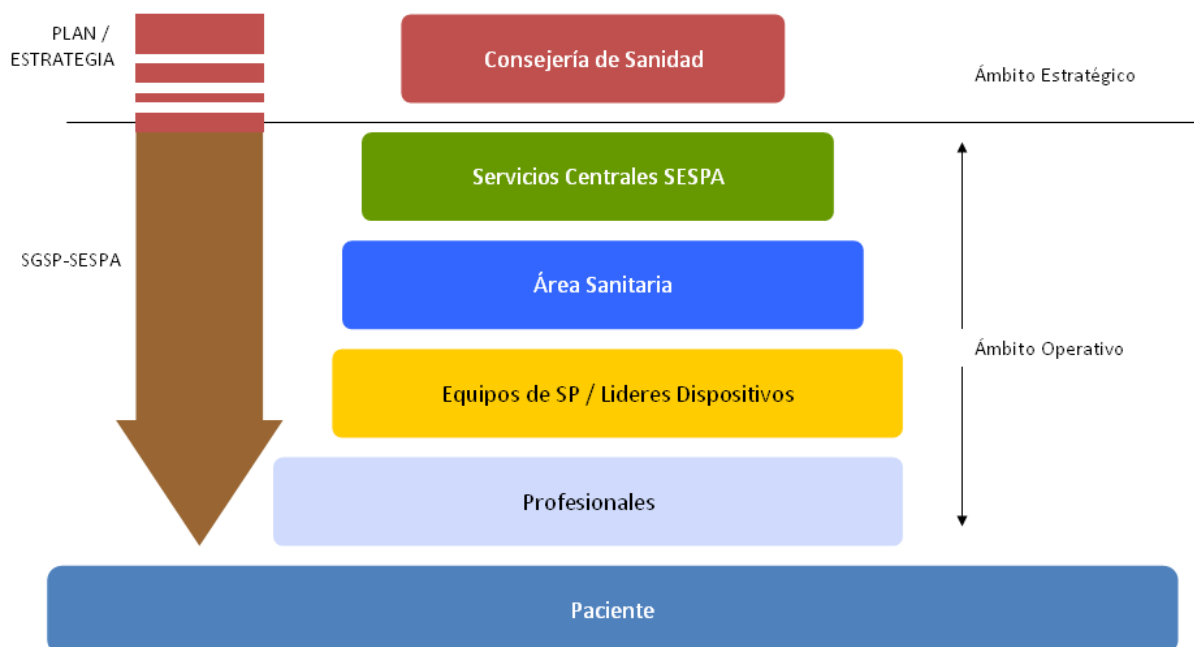 PLAN /
ESTRATEGIA
Consejería de Sanidad
Ámbito Estratégico
Servicios Centrales SESPA
SGSP-SESPA
Área Sanitaria
Ámbito Operativo
Equipos de SP / Lideres Dispositivos
Profesionales
Paciente